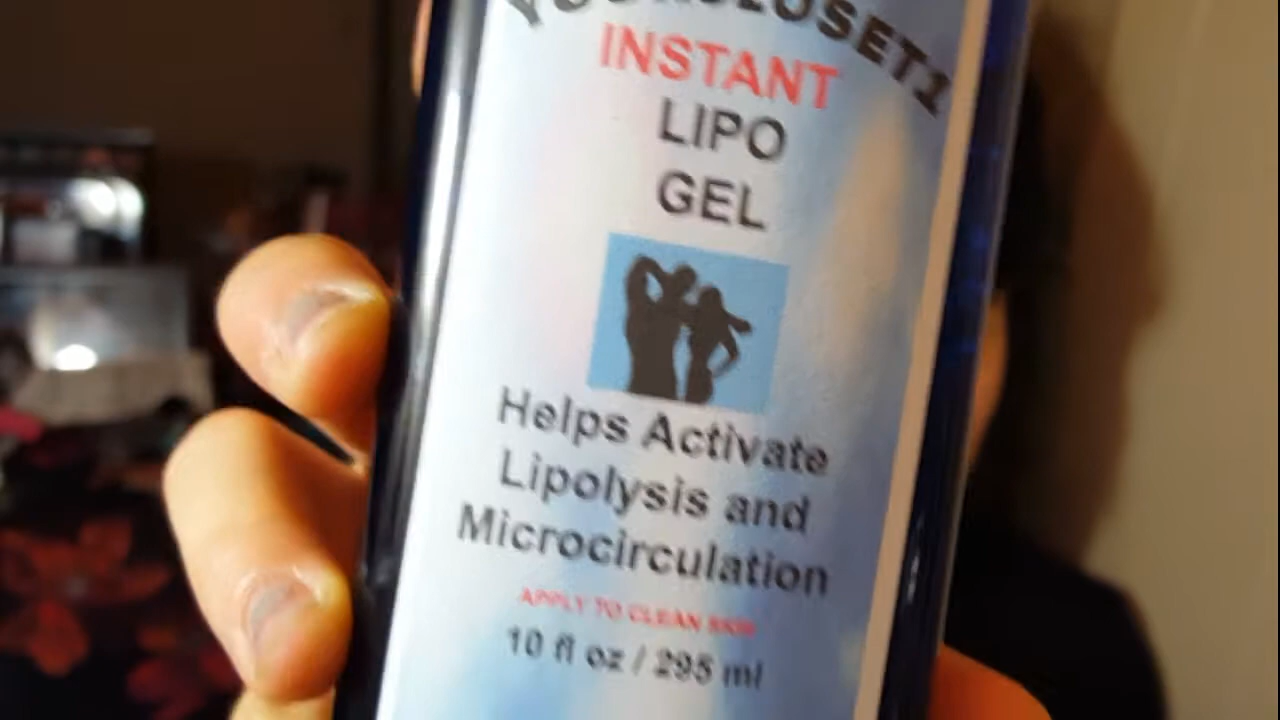 INSTANT
LIPO
GEL
Helps Activate
Lipolysis and
Microcirculation
APPLY TO CLEAN SKIN
10 fl oz / 295 ml